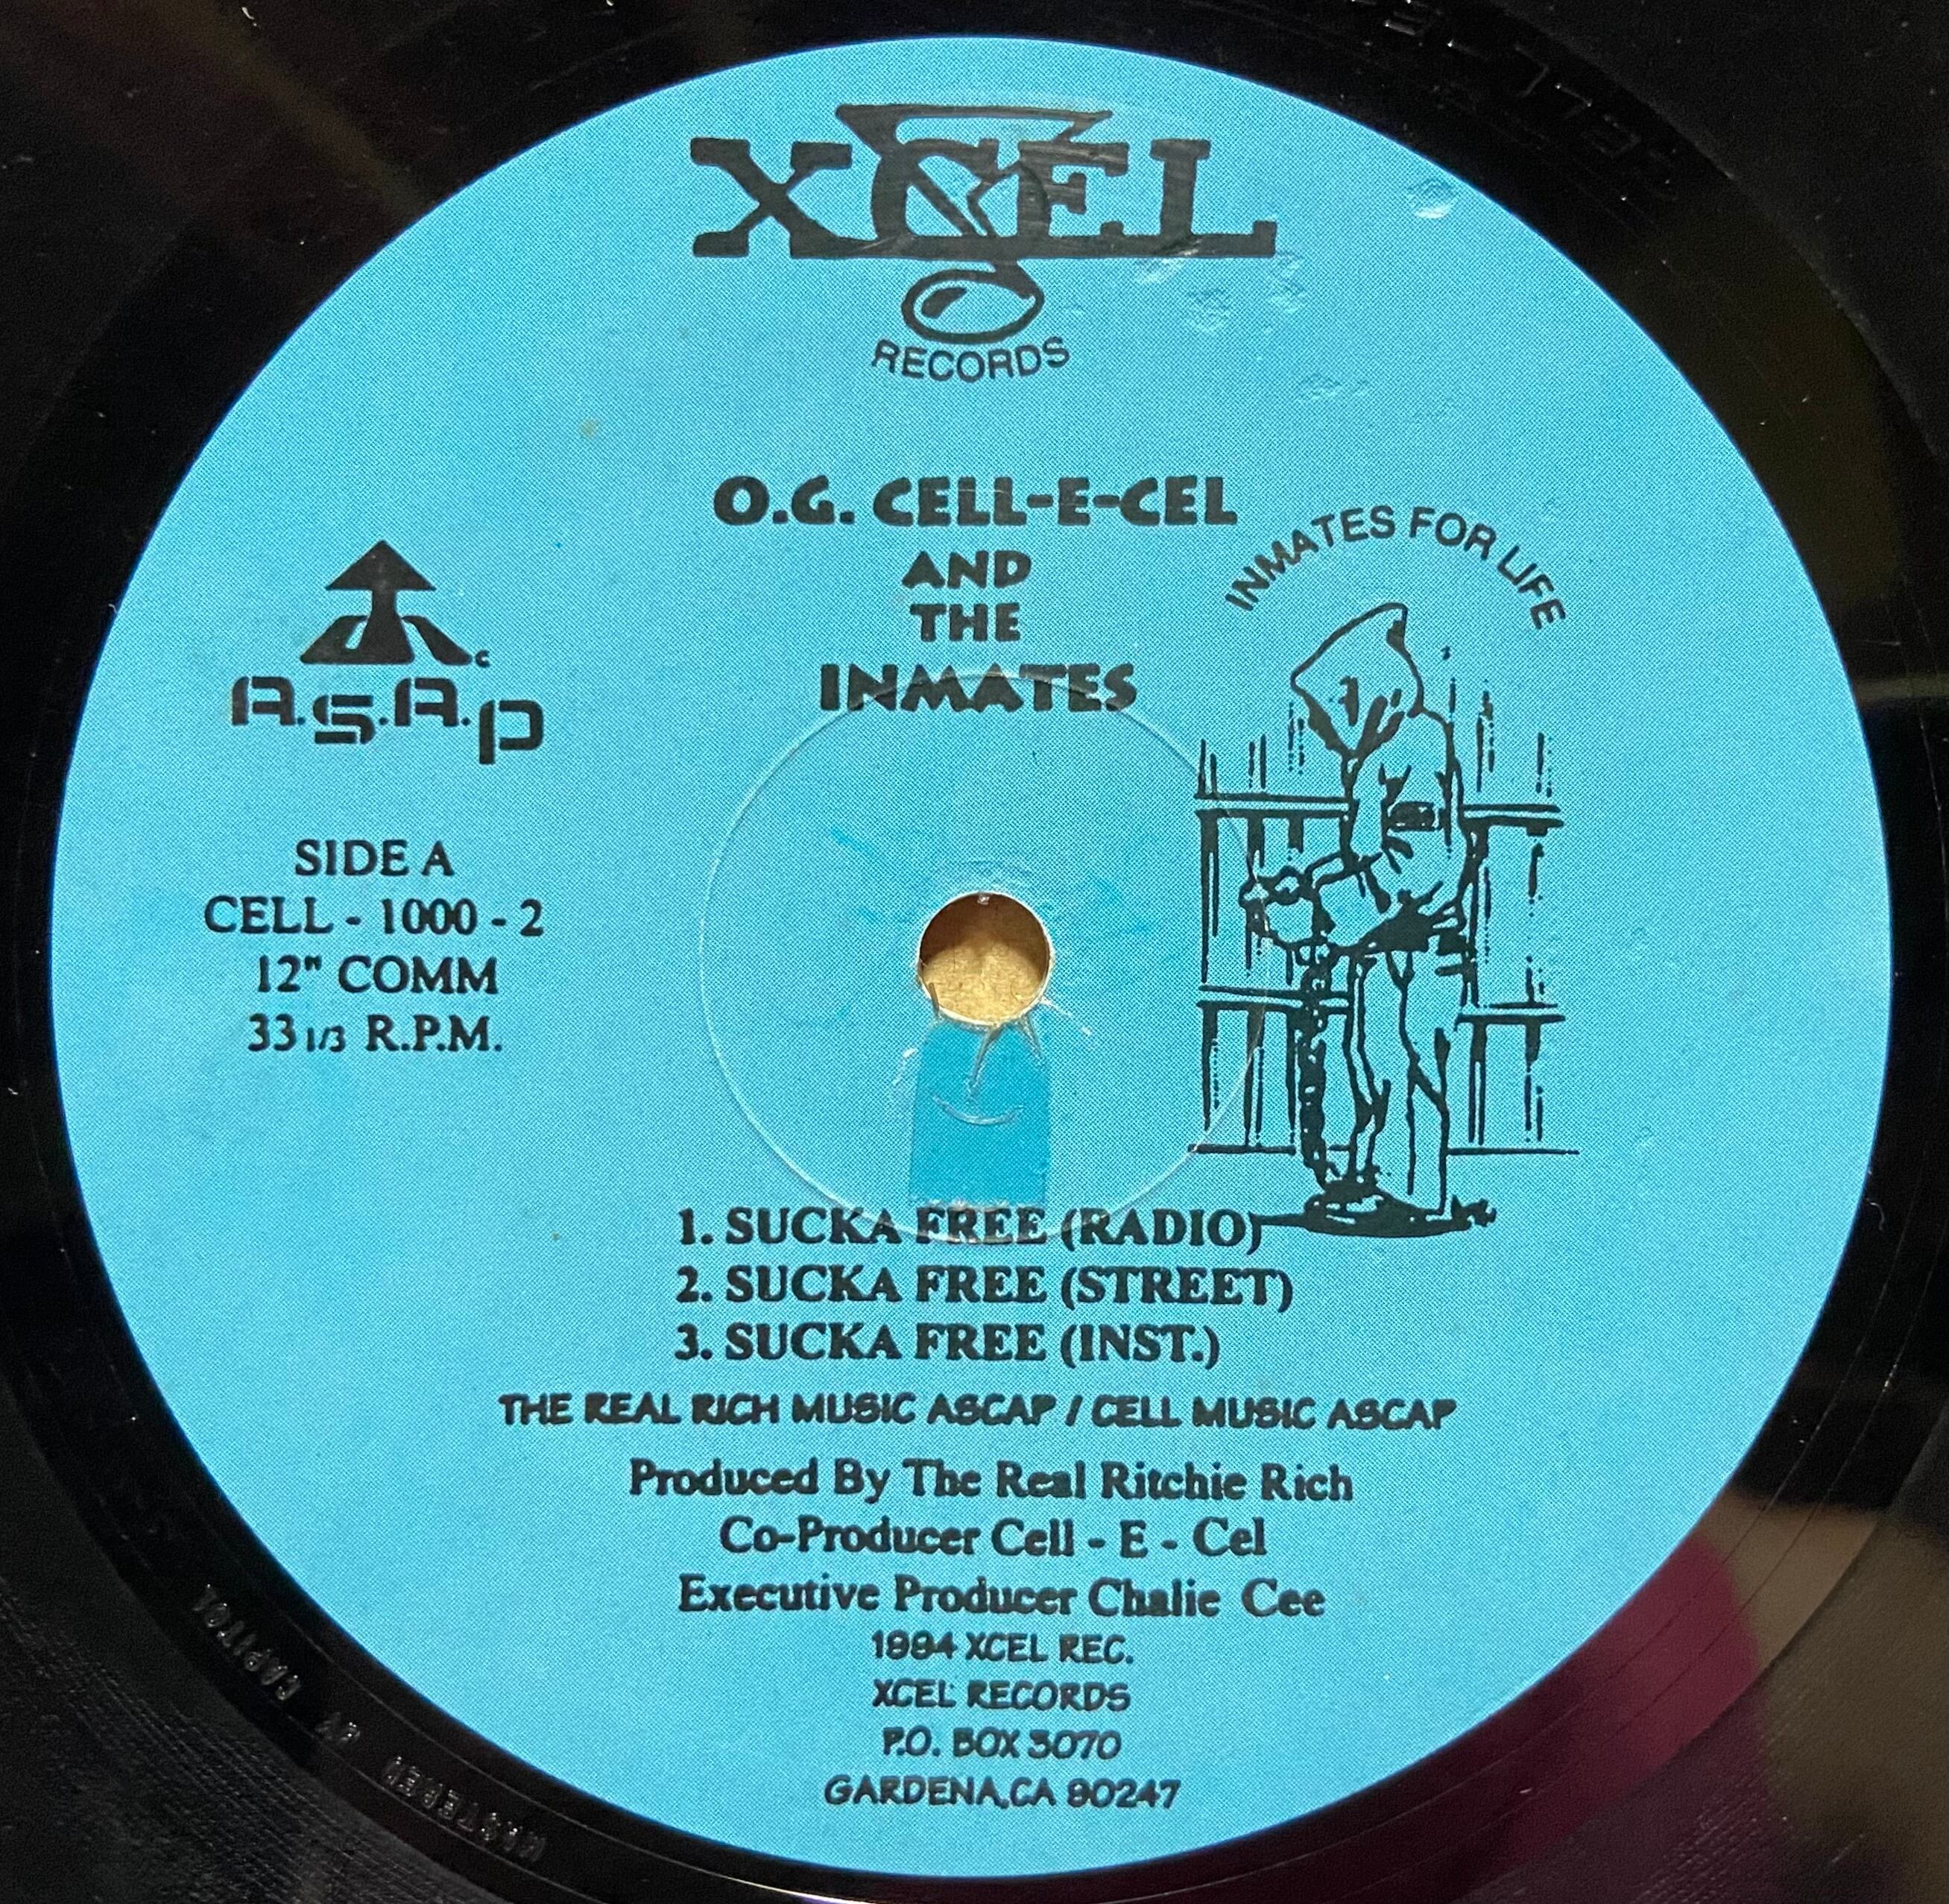 XCEL
RECORDS
O.G. CELL-E-CEL
AND
THE
INMATES
INMATES FOR LIFE
A.S.A.P
SIDE A
CELL - 1000 - 2
12" COMM
33 1/3 R.P.M.
1. SUCKA FREE (RADIO)
2. SUCKA FREE (STREET)
3. SUCKA FREE (INST.)
THE REAL RICH MUSIC ASCAP / CELL MUSIC ASCAP
Produced By The Real Ritchie Rich
Co-Producer Cell - E - Cel
Executive Producer Chalie Cee
1994 XCEL REC.
XCEL RECORDS
P.O. BOX 3070
GARDENA,CA 90247
MASTERED BY CAPITOL